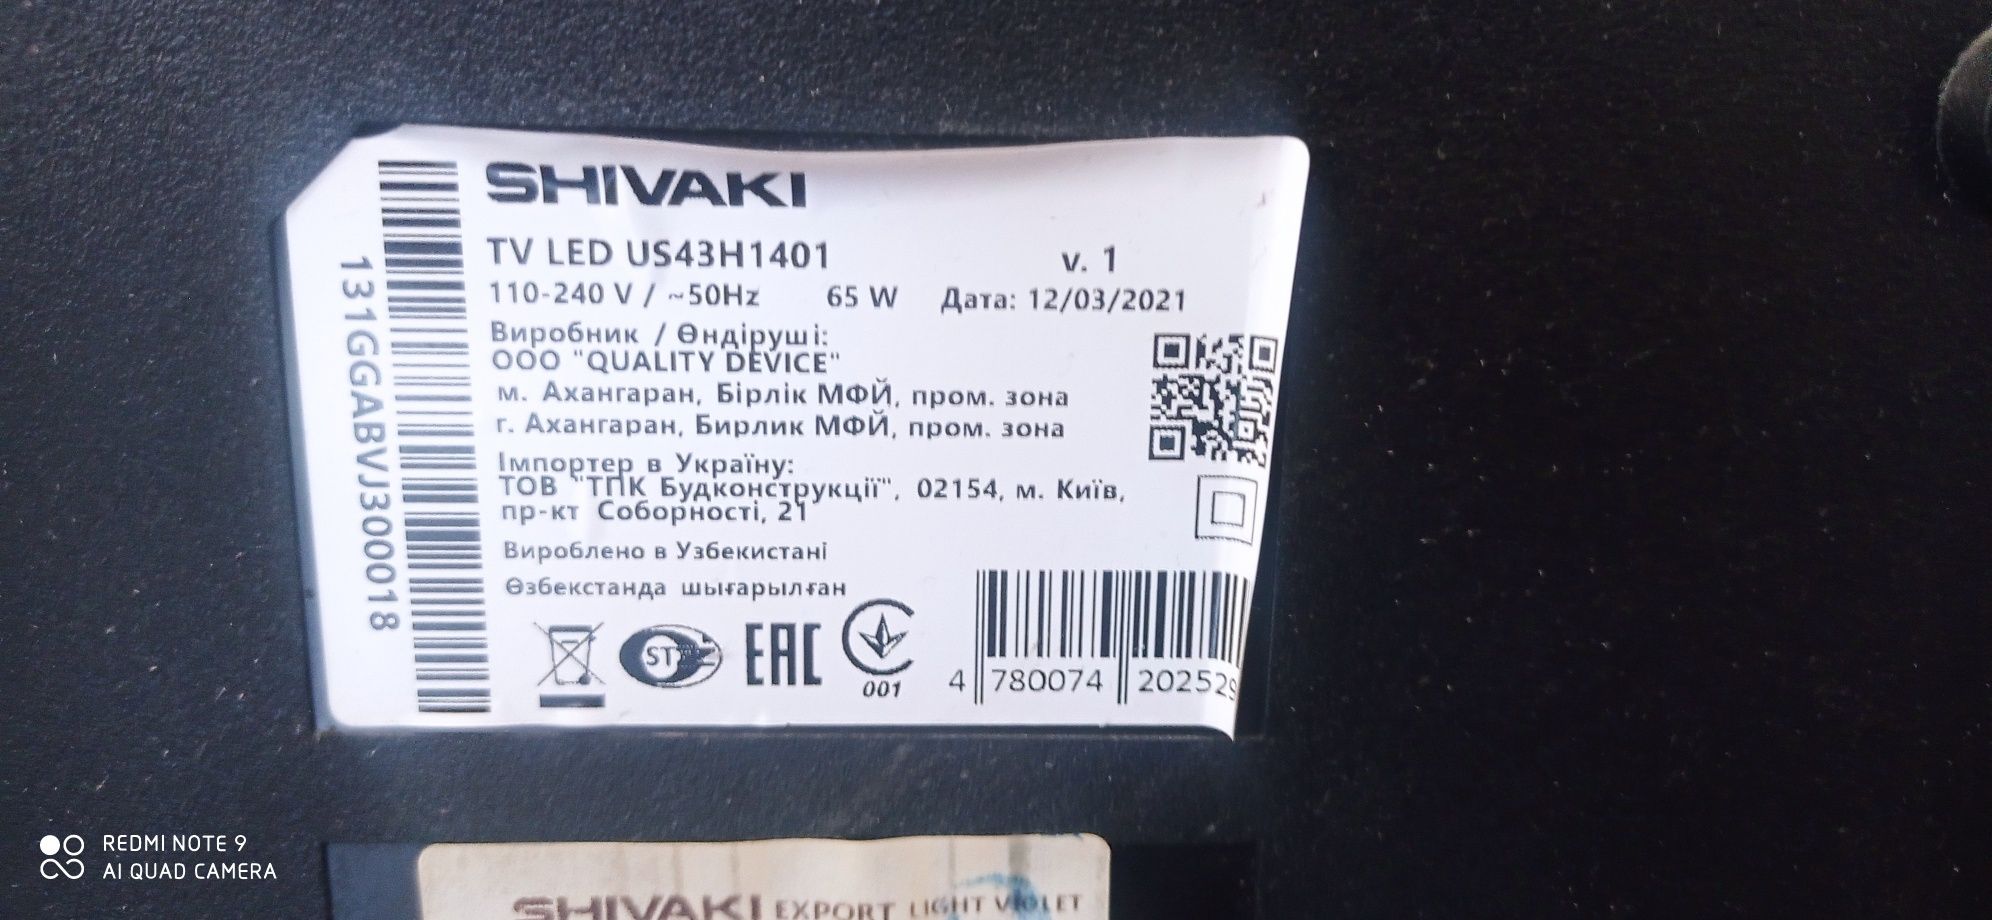 SHIVAKI
TV LED US43H1401 v. 1
110-240 V / ~50Hz 65 W Дата: 12/03/2021
Виробник / Өндіруші:
ООО "QUALITY DEVICE"
м. Ахангаран, Бірлік МФЙ, пром. зона
г. Ахангаран, Бирлик МФЙ, пром. зона
Імпортер в Україну:
ТОВ "ТПК Будконструкції", 02154, м. Київ,
пр-кт Соборності, 21
Вироблено в Узбекистані
Өзбекстанда шығарылған
131GGABVJ300018
ST
EAC
001
4 780074 202529
SHIVAKI EXPORT LIGHT VIOLET
REDMI NOTE 9
AI QUAD CAMERA